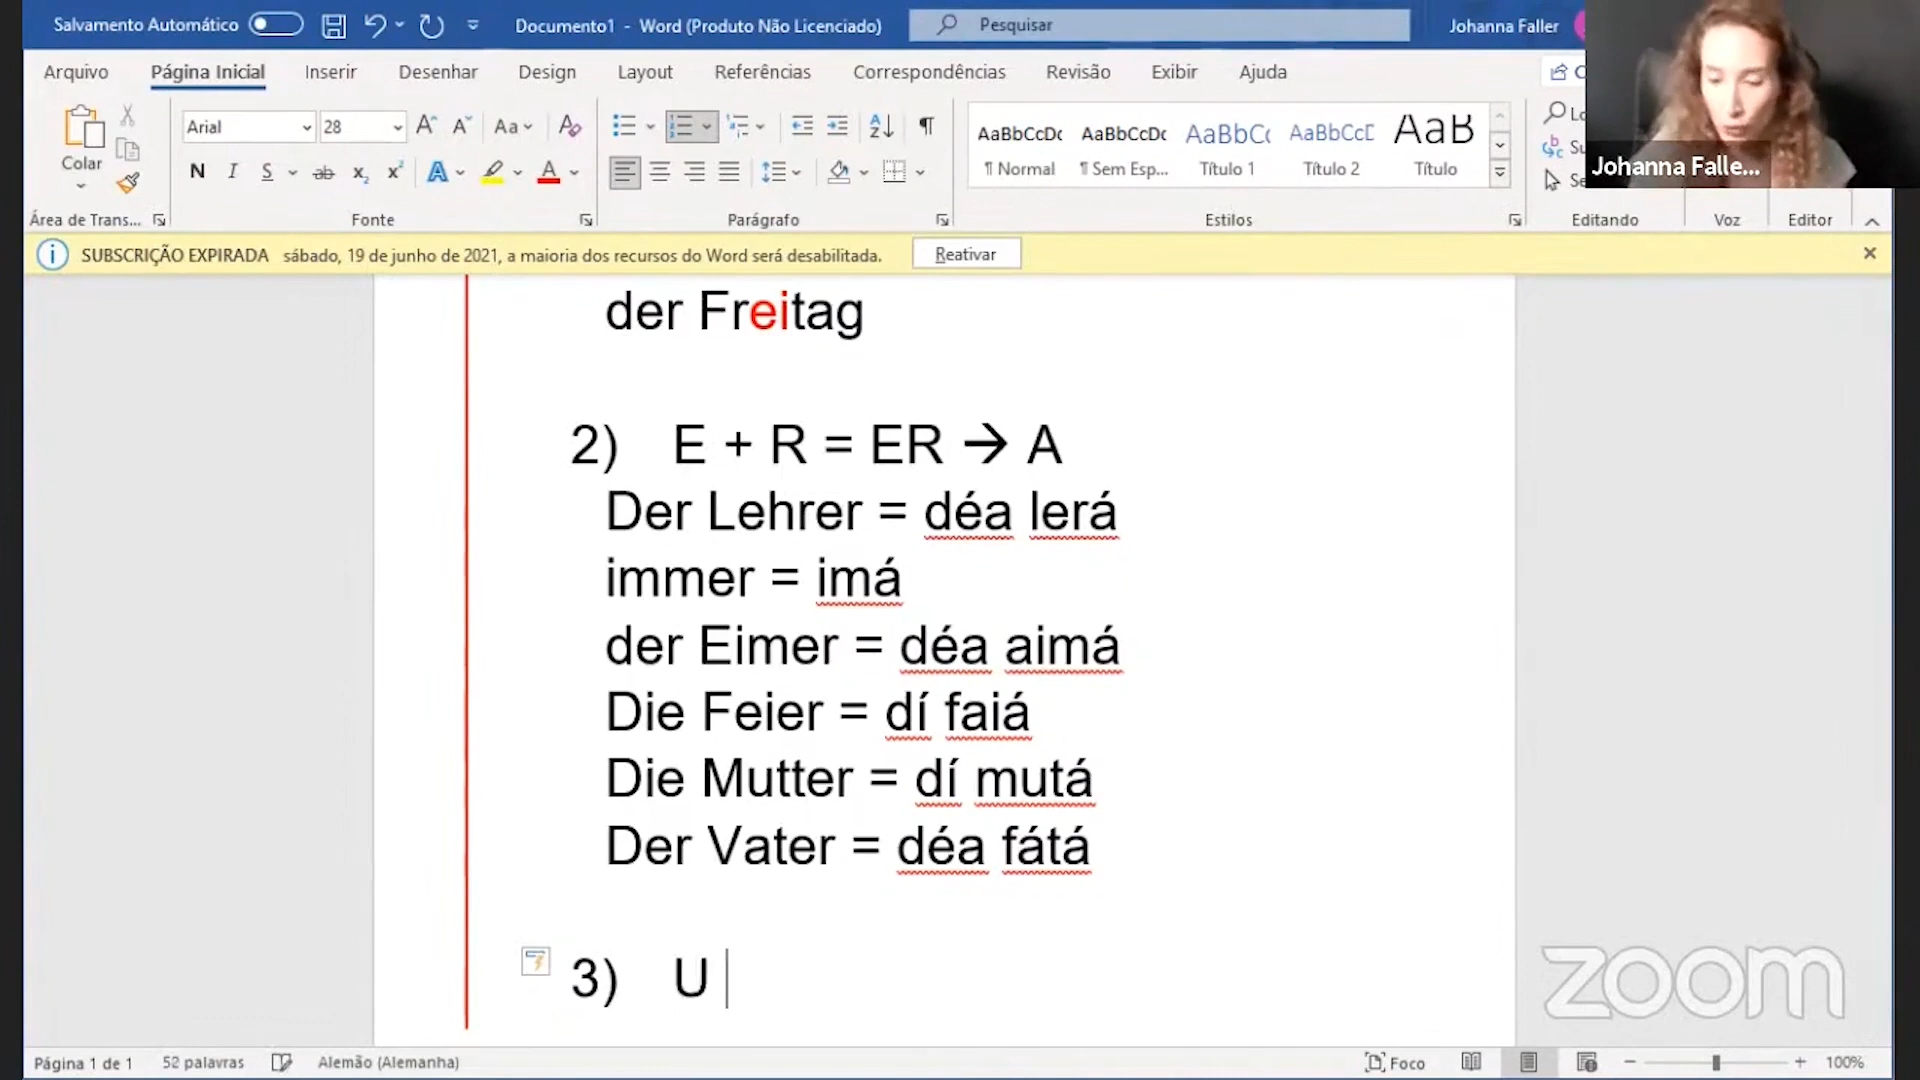 Salvamento Automático
Documento1 - Word (Produto Não Licenciado)
Pesquisar
Johanna Faller
Arquivo Página Inicial Inserir Desenhar Design Layout Referências Correspondências Revisão Exibir Ajuda
Colar
Arial 28
AaBbCcDc AaBbCcDc AaBbC AaBbCcC AaB
¶ Normal ¶ Sem Esp... Título 1 Título 2 Título
Johanna Falle...
Área de Trans... Fonte Parágrafo Estilos Editando Voz Editor
SUBSCRIÇÃO EXPIRADA sábado, 19 de junho de 2021, a maioria dos recursos do Word será desabilitada. Reativar
der Freitag
2) E + R = ER → A
Der Lehrer = déa lerá
immer = imá
der Eimer = déa aimá
Die Feier = dí faiá
Die Mutter = dí mutá
Der Vater = déa fátá
3) U
zoom
Página 1 de 1 52 palavras Alemão (Alemanha) Foco 100%